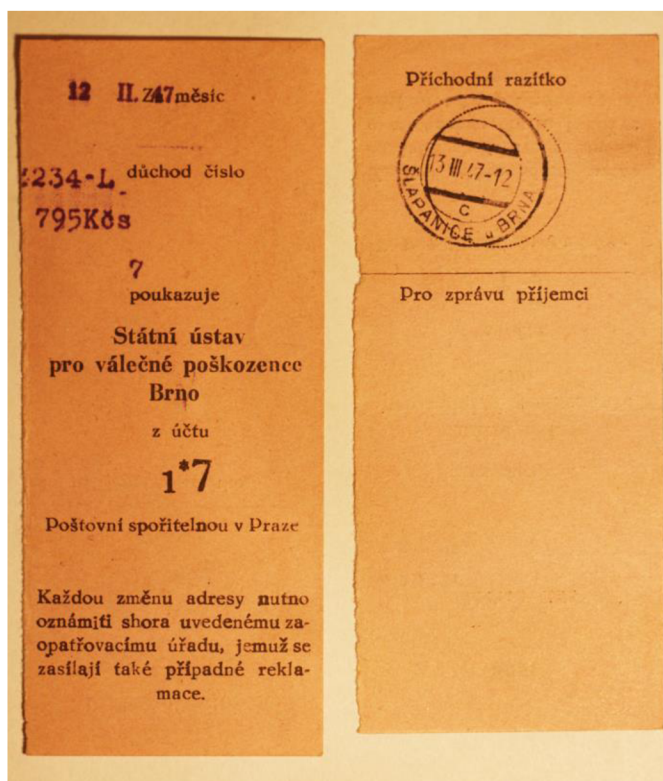 12 II. Za47měsíc
důchod číslo
234-L
795Kčs
7
poukazuje
Státní ústav
pro válečné poškozence
Brno
z účtu
1*7
Poštovní spořitelnou v Praze
Každou změnu adresy nutno
oznámiti shora uvedenému za-
opatřovacímu úřadu, jemuž se
zasílají také případné rekla-
mace.
Příchodní razítko
13 III.47-12
C
ŠLAPANICE u BRNA
Pro zprávu příjemci